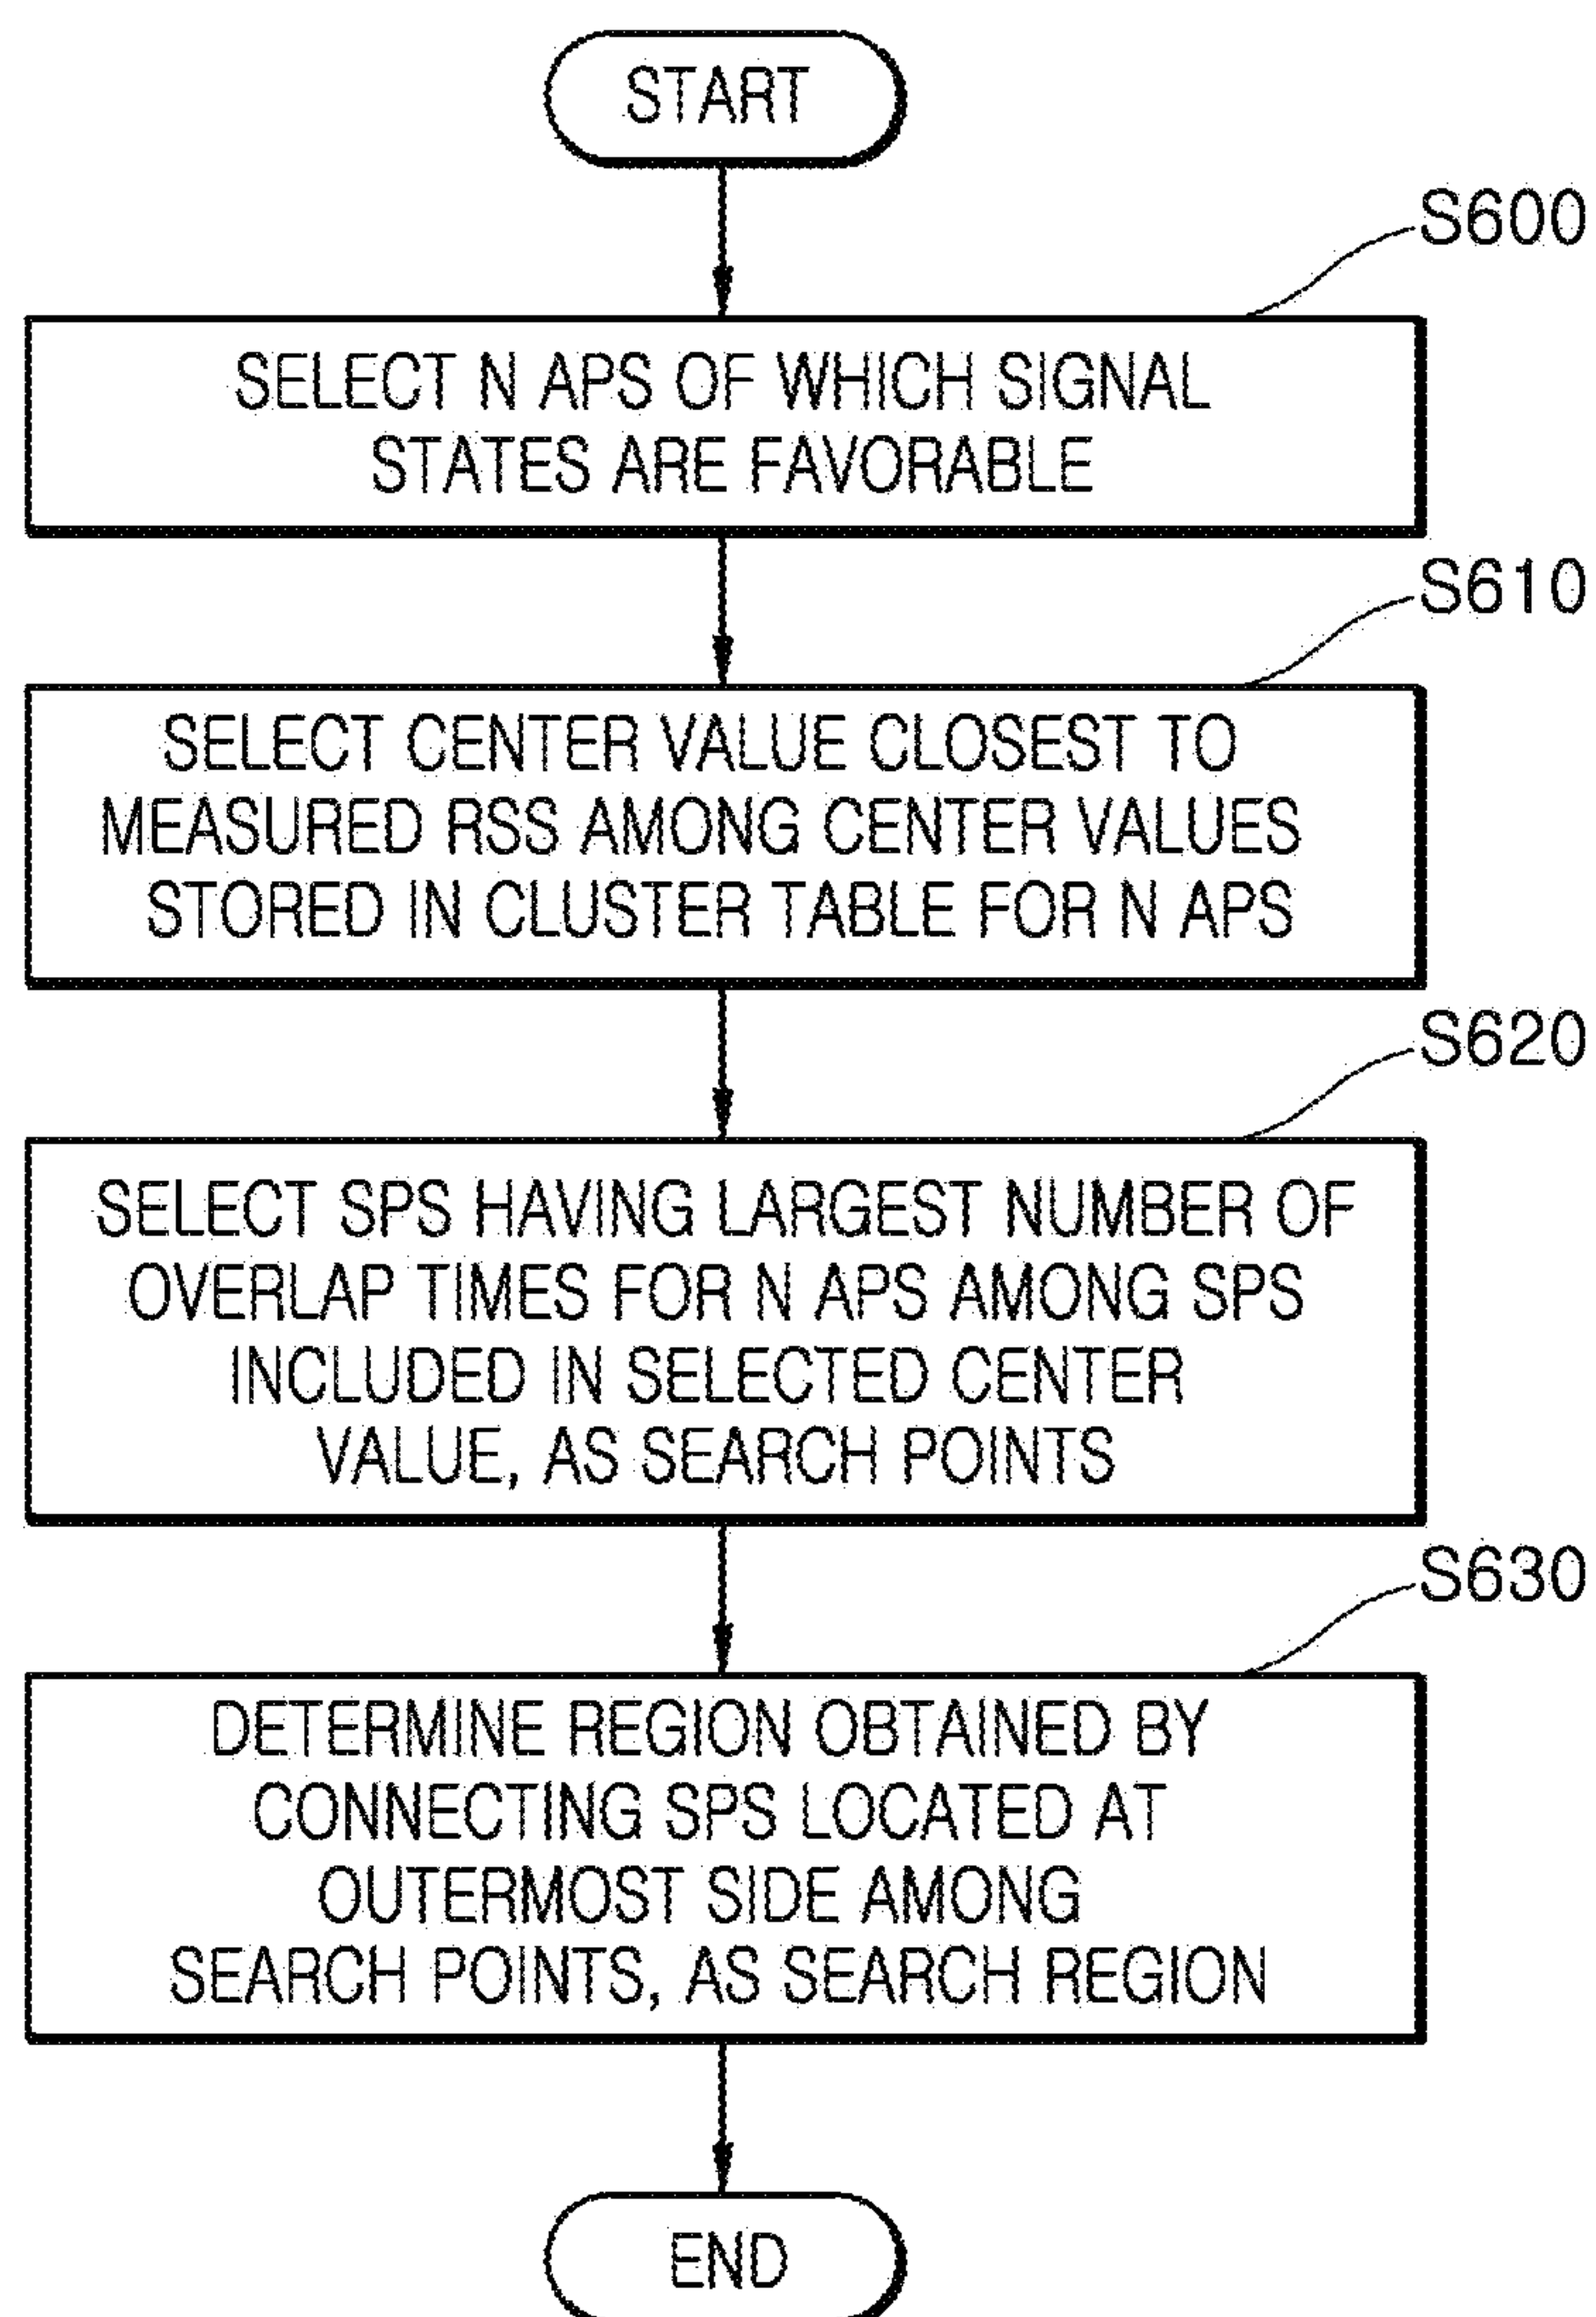 START
S600
SELECT N APS OF WHICH SIGNAL
STATES ARE FAVORABLE
S610
SELECT CENTER VALUE CLOSEST TO
MEASURED RSS AMONG CENTER VALUES
STORED IN CLUSTER TABLE FOR N APS
S620
SELECT SPS HAVING LARGEST NUMBER OF
OVERLAP TIMES FOR N APS AMONG SPS
INCLUDED IN SELECTED CENTER
VALUE, AS SEARCH POINTS
S630
DETERMINE REGION OBTAINED BY
CONNECTING SPS LOCATED AT
OUTERMOST SIDE AMONG
SEARCH POINTS, AS SEARCH REGION
END